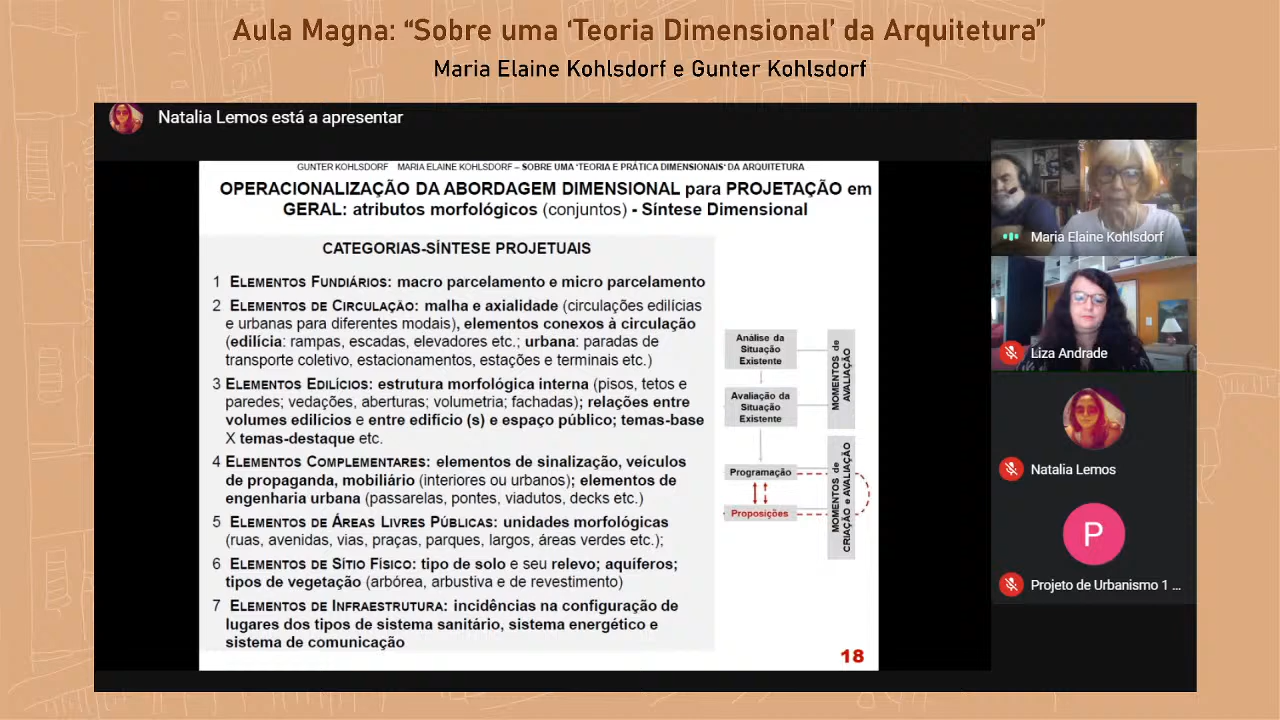 Aula Magna: “Sobre uma ‘Teoria Dimensional’ da Arquitetura”
Maria Elaine Kohlsdorf e Gunter Kohlsdorf
Natalia Lemos está a apresentar
GUNTER KOHLSDORF MARIA ELAINE KOHLSDORF – SOBRE UMA ‘TEORIA E PRÁTICA DIMENSIONAIS’ DA ARQUITETURA
OPERACIONALIZAÇÃO DA ABORDAGEM DIMENSIONAL para PROJETAÇÃO em
GERAL: atributos morfológicos (conjuntos) - Síntese Dimensional
CATEGORIAS-SÍNTESE PROJETUAIS
1 ELEMENTOS FUNDIÁRIOS: macro parcelamento e micro parcelamento
2 ELEMENTOS DE CIRCULAÇÃO: malha e axialidade (circulações edilícias
e urbanas para diferentes modais), elementos conexos à circulação
(edilícia: rampas, escadas, elevadores etc.; urbana: paradas de
transporte coletivo, estacionamentos, estações e terminais etc.)
3 ELEMENTOS EDILÍCIOS: estrutura morfológica interna (pisos, tetos e
paredes; vedações, aberturas; volumetria; fachadas); relações entre
volumes edilícios e entre edifício (s) e espaço público; temas-base
X temas-destaque etc.
4 ELEMENTOS COMPLEMENTARES: elementos de sinalização, veículos
de propaganda, mobiliário (interiores ou urbanos); elementos de
engenharia urbana (passarelas, pontes, viadutos, decks etc.)
5 ELEMENTOS DE ÁREAS LIVRES PÚBLICAS: unidades morfológicas
(ruas, avenidas, vias, praças, parques, largos, áreas verdes etc.);
6 ELEMENTOS DE SÍTIO FÍSICO: tipo de solo e seu relevo; aquíferos;
tipos de vegetação (arbórea, arbustiva e de revestimento)
7 ELEMENTOS DE INFRAESTRUTURA: incidências na configuração de
lugares dos tipos de sistema sanitário, sistema energético e
sistema de comunicação
Análise da
Situação
Existente
Avaliação da
Situação
Existente
Programação
Proposições
MOMENTOS de
AVALIAÇÃO
MOMENTOS de
CRIAÇÃO e AVALIAÇÃO
18
Maria Elaine Kohlsdorf
Liza Andrade
Natalia Lemos
P
Projeto de Urbanismo 1 ...